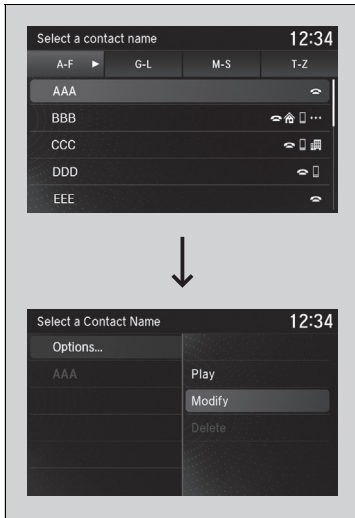 Select a contact name 12:34
A-F G-L M-S T-Z
AAA
BBB
CCC
DDD
EEE
Select a Contact Name 12:34
Options...
AAA
Play
Modify
Delete